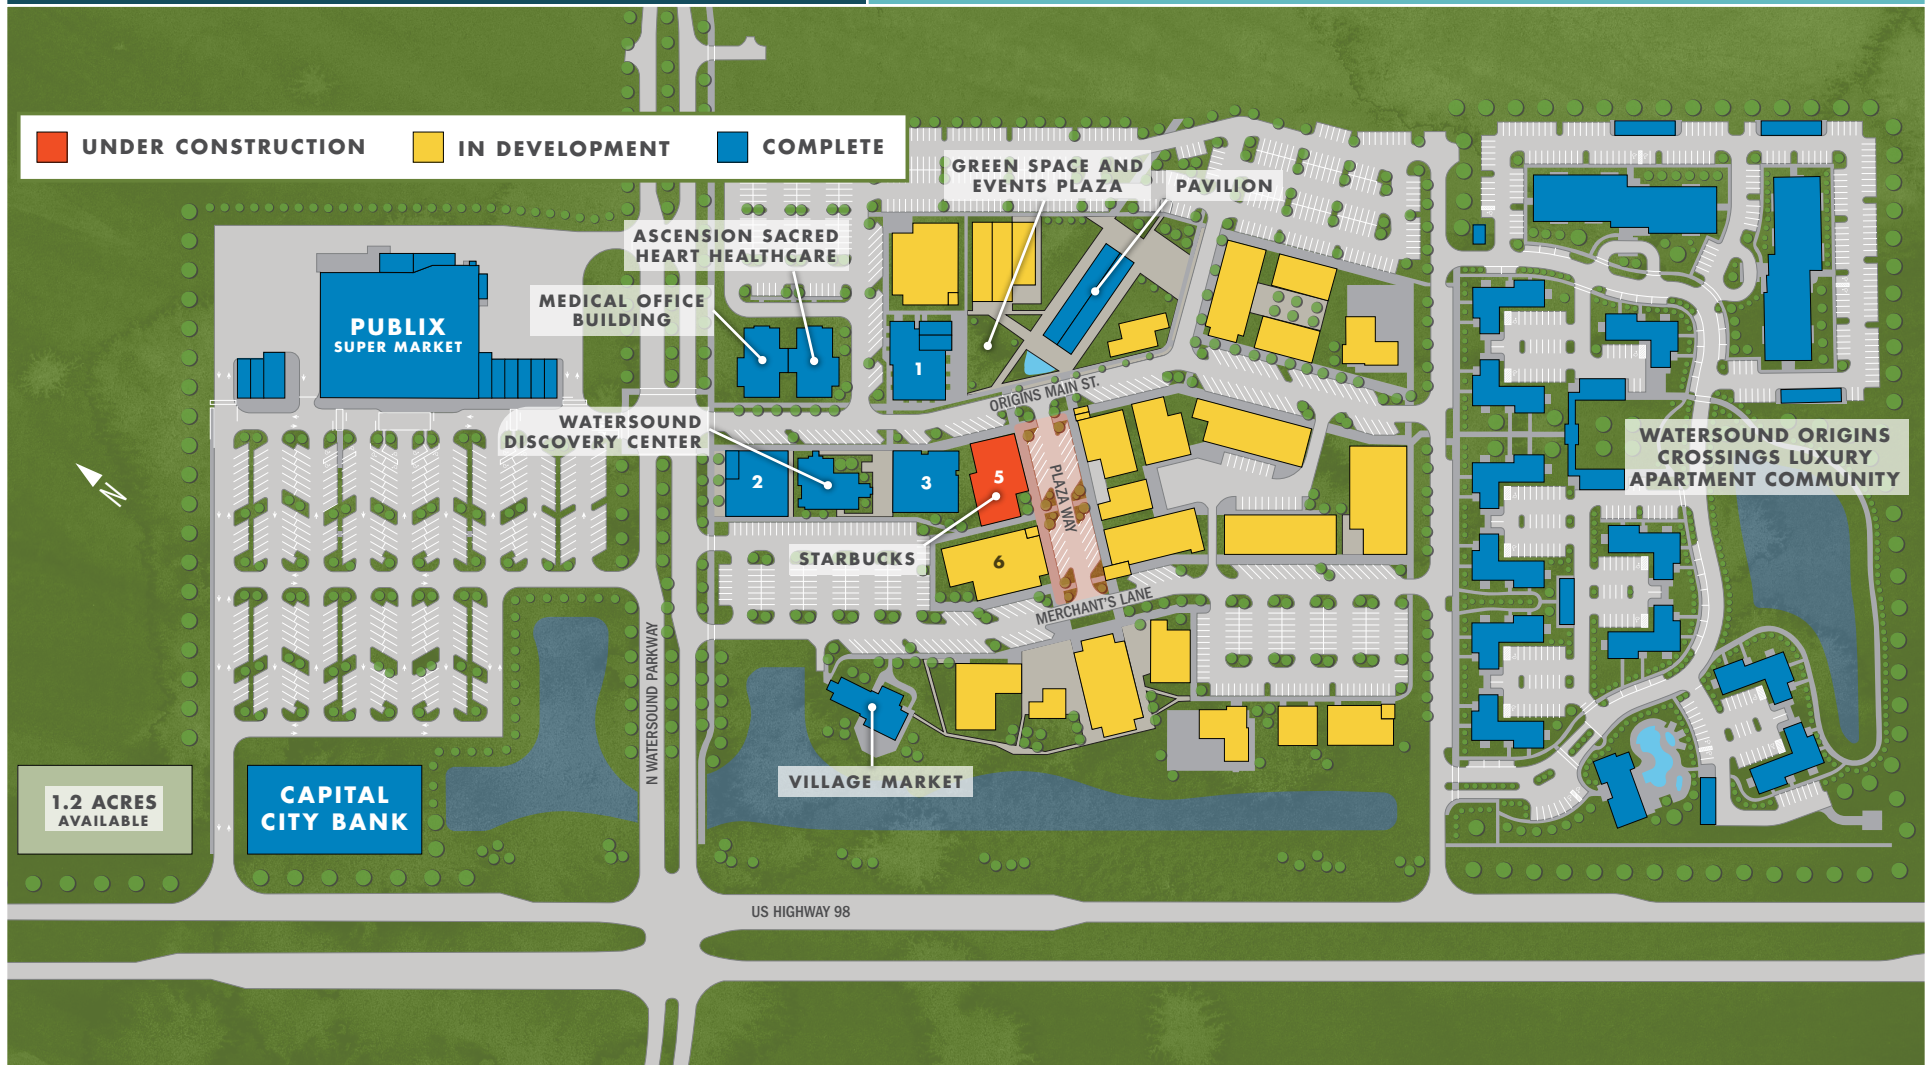 UNDER CONSTRUCTION
IN DEVELOPMENT
COMPLETE
GREEN SPACE AND
EVENTS PLAZA
PAVILION
ASCENSION SACRED
HEART HEALTHCARE
MEDICAL OFFICE
BUILDING
PUBLIX
SUPER MARKET
1
ORIGINS MAIN ST.
WATERSOUND
DISCOVERY CENTER
WATERSOUND ORIGINS
CROSSINGS LUXURY
APARTMENT COMMUNITY
2
3
5
PLAZA WAY
N
STARBUCKS
6
MERCHANT'S LANE
N WATERSOUND PARKWAY
VILLAGE MARKET
1.2 ACRES
AVAILABLE
CAPITAL
CITY BANK
US HIGHWAY 98